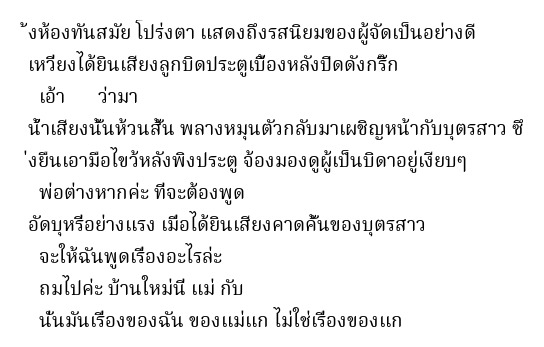 ้งห้องทันสมัย โปร่งตา แสดงถึงรสนิยมของผู้จัดเป็นอย่างดี
เหวียงได้ยินเสียงลูกบิดประตูเบื้องหลังปิดดังกริ๊ก
เอ้า ว่ามา
น้ำเสียงนั้นห้วนสั้น พลางหมุนตัวกลับมาเผชิญหน้ากับบุตรสาว ซึ
่งยืนเอามือไขว้หลังพิงประตู จ้องมองดูผู้เป็นบิดาอยู่เงียบๆ
พ่อต่างหากค่ะ ที่จะต้องพูด
อัดบุหรี่อย่างแรง เมื่อได้ยินเสียงคาดคั้นของบุตรสาว
จะให้ฉันพูดเรื่องอะไรล่ะ
ถมไปค่ะ บ้านใหม่นี่ แม่ กับ
นั่นมันเรื่องของฉัน ของแม่แก ไม่ใช่เรื่องของแก